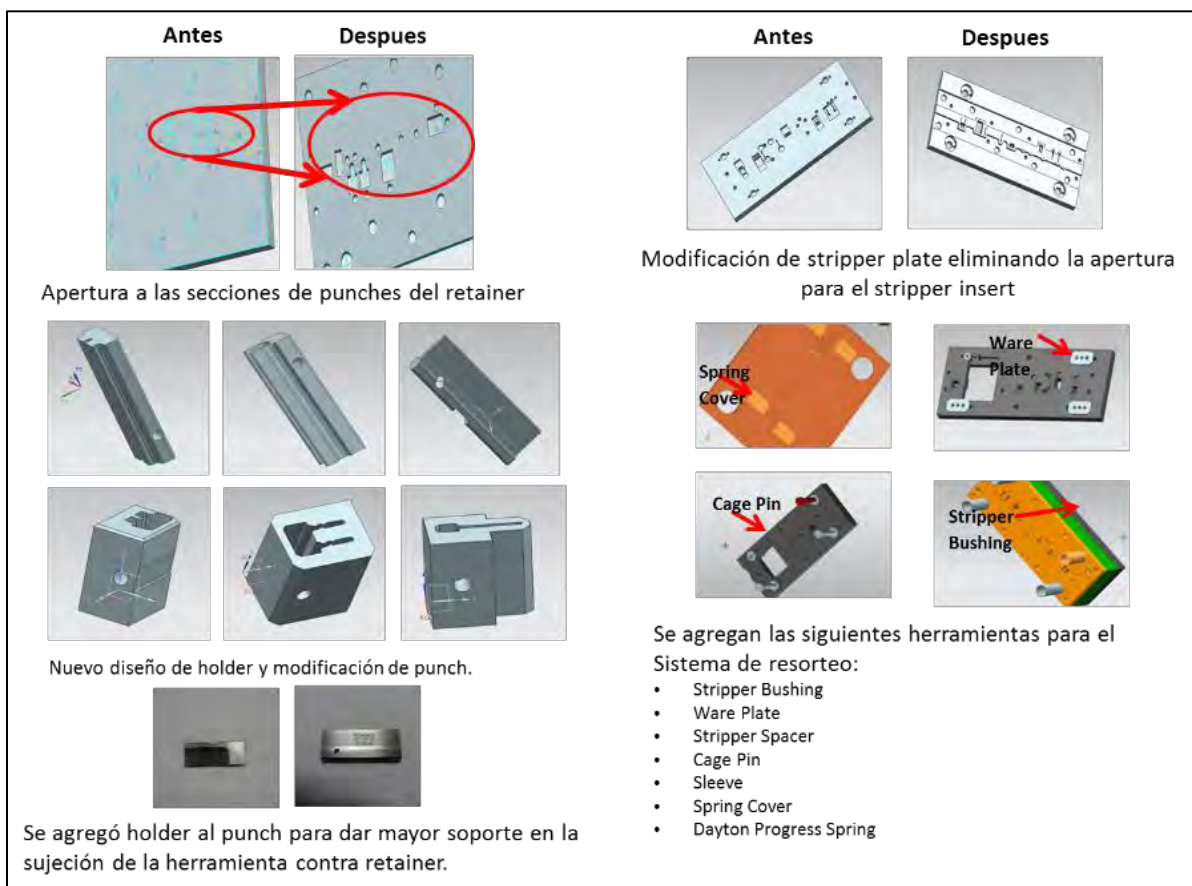 Antes Despues
Apertura a las secciones de punches del retainer
Nuevo diseño de holder y modificación de punch.
Se agregó holder al punch para dar mayor soporte en la
sujeción de la herramienta contra retainer.
Antes Despues
Modificación de stripper plate eliminando la apertura
para el stripper insert
Spring
Cover
Ware
Plate
Cage Pin
Stripper
Bushing
Se agregan las siguientes herramientas para el
Sistema de resorteo:
• Stripper Bushing
• Ware Plate
• Stripper Spacer
• Cage Pin
• Sleeve
• Spring Cover
• Dayton Progress Spring